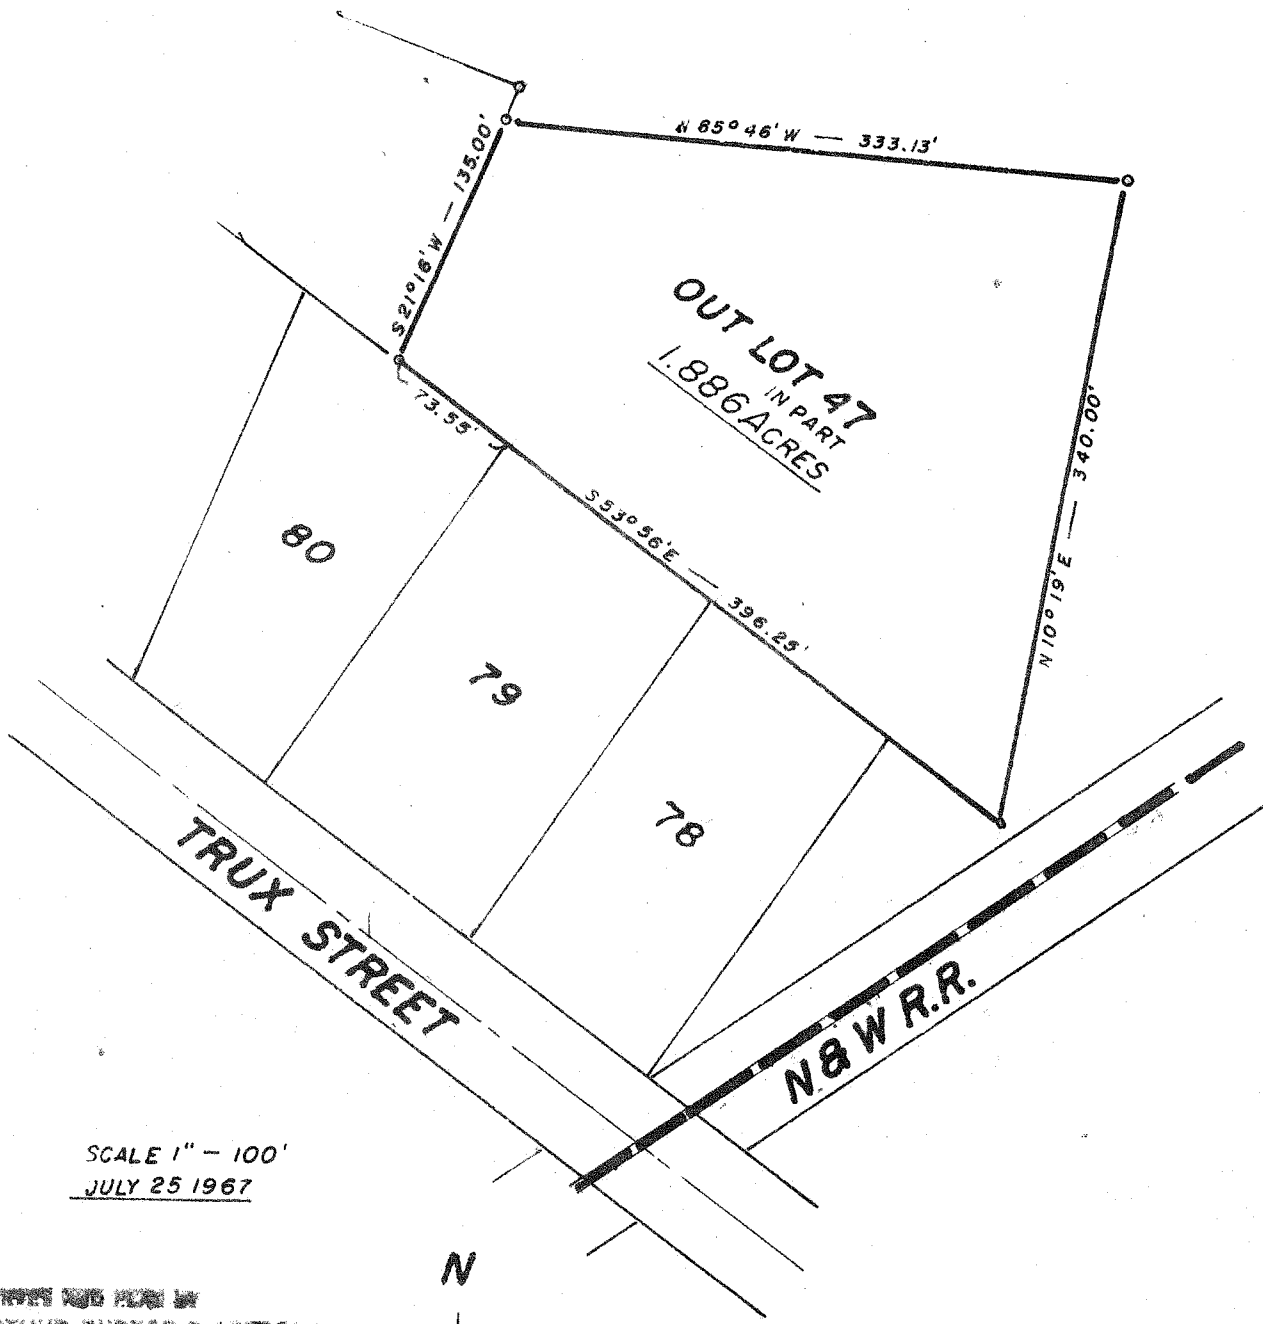 N 85° 46' W — 333.13'
S 21° 16' W — 135.00'
OUT LOT 47
IN PART
1.886 ACRES
N 10° 19' E — 340.00'
73.55'
S 53° 56' E — 396.25'
80
79
78
TRUX STREET
N & W R.R.
SCALE 1" — 100'
JULY 25 1967
N